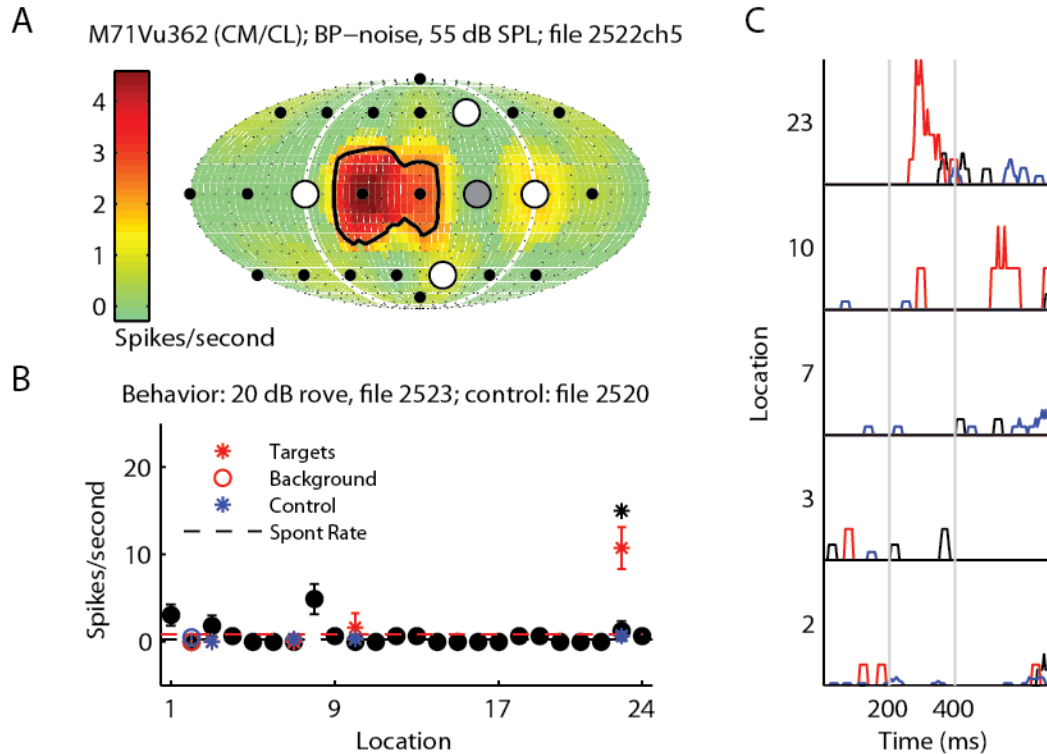 A
M71Vu362 (CM/CL); BP−noise, 55 dB SPL; file 2522ch5
4
3
2
1
0
Spikes/second
B
Behavior: 20 dB rove, file 2523; control: file 2520
Spikes/second
20
10
0
Targets
Background
Control
Spont Rate
1
9
17
24
Location
C
Location
23
10
7
3
2
200
400
Time (ms)